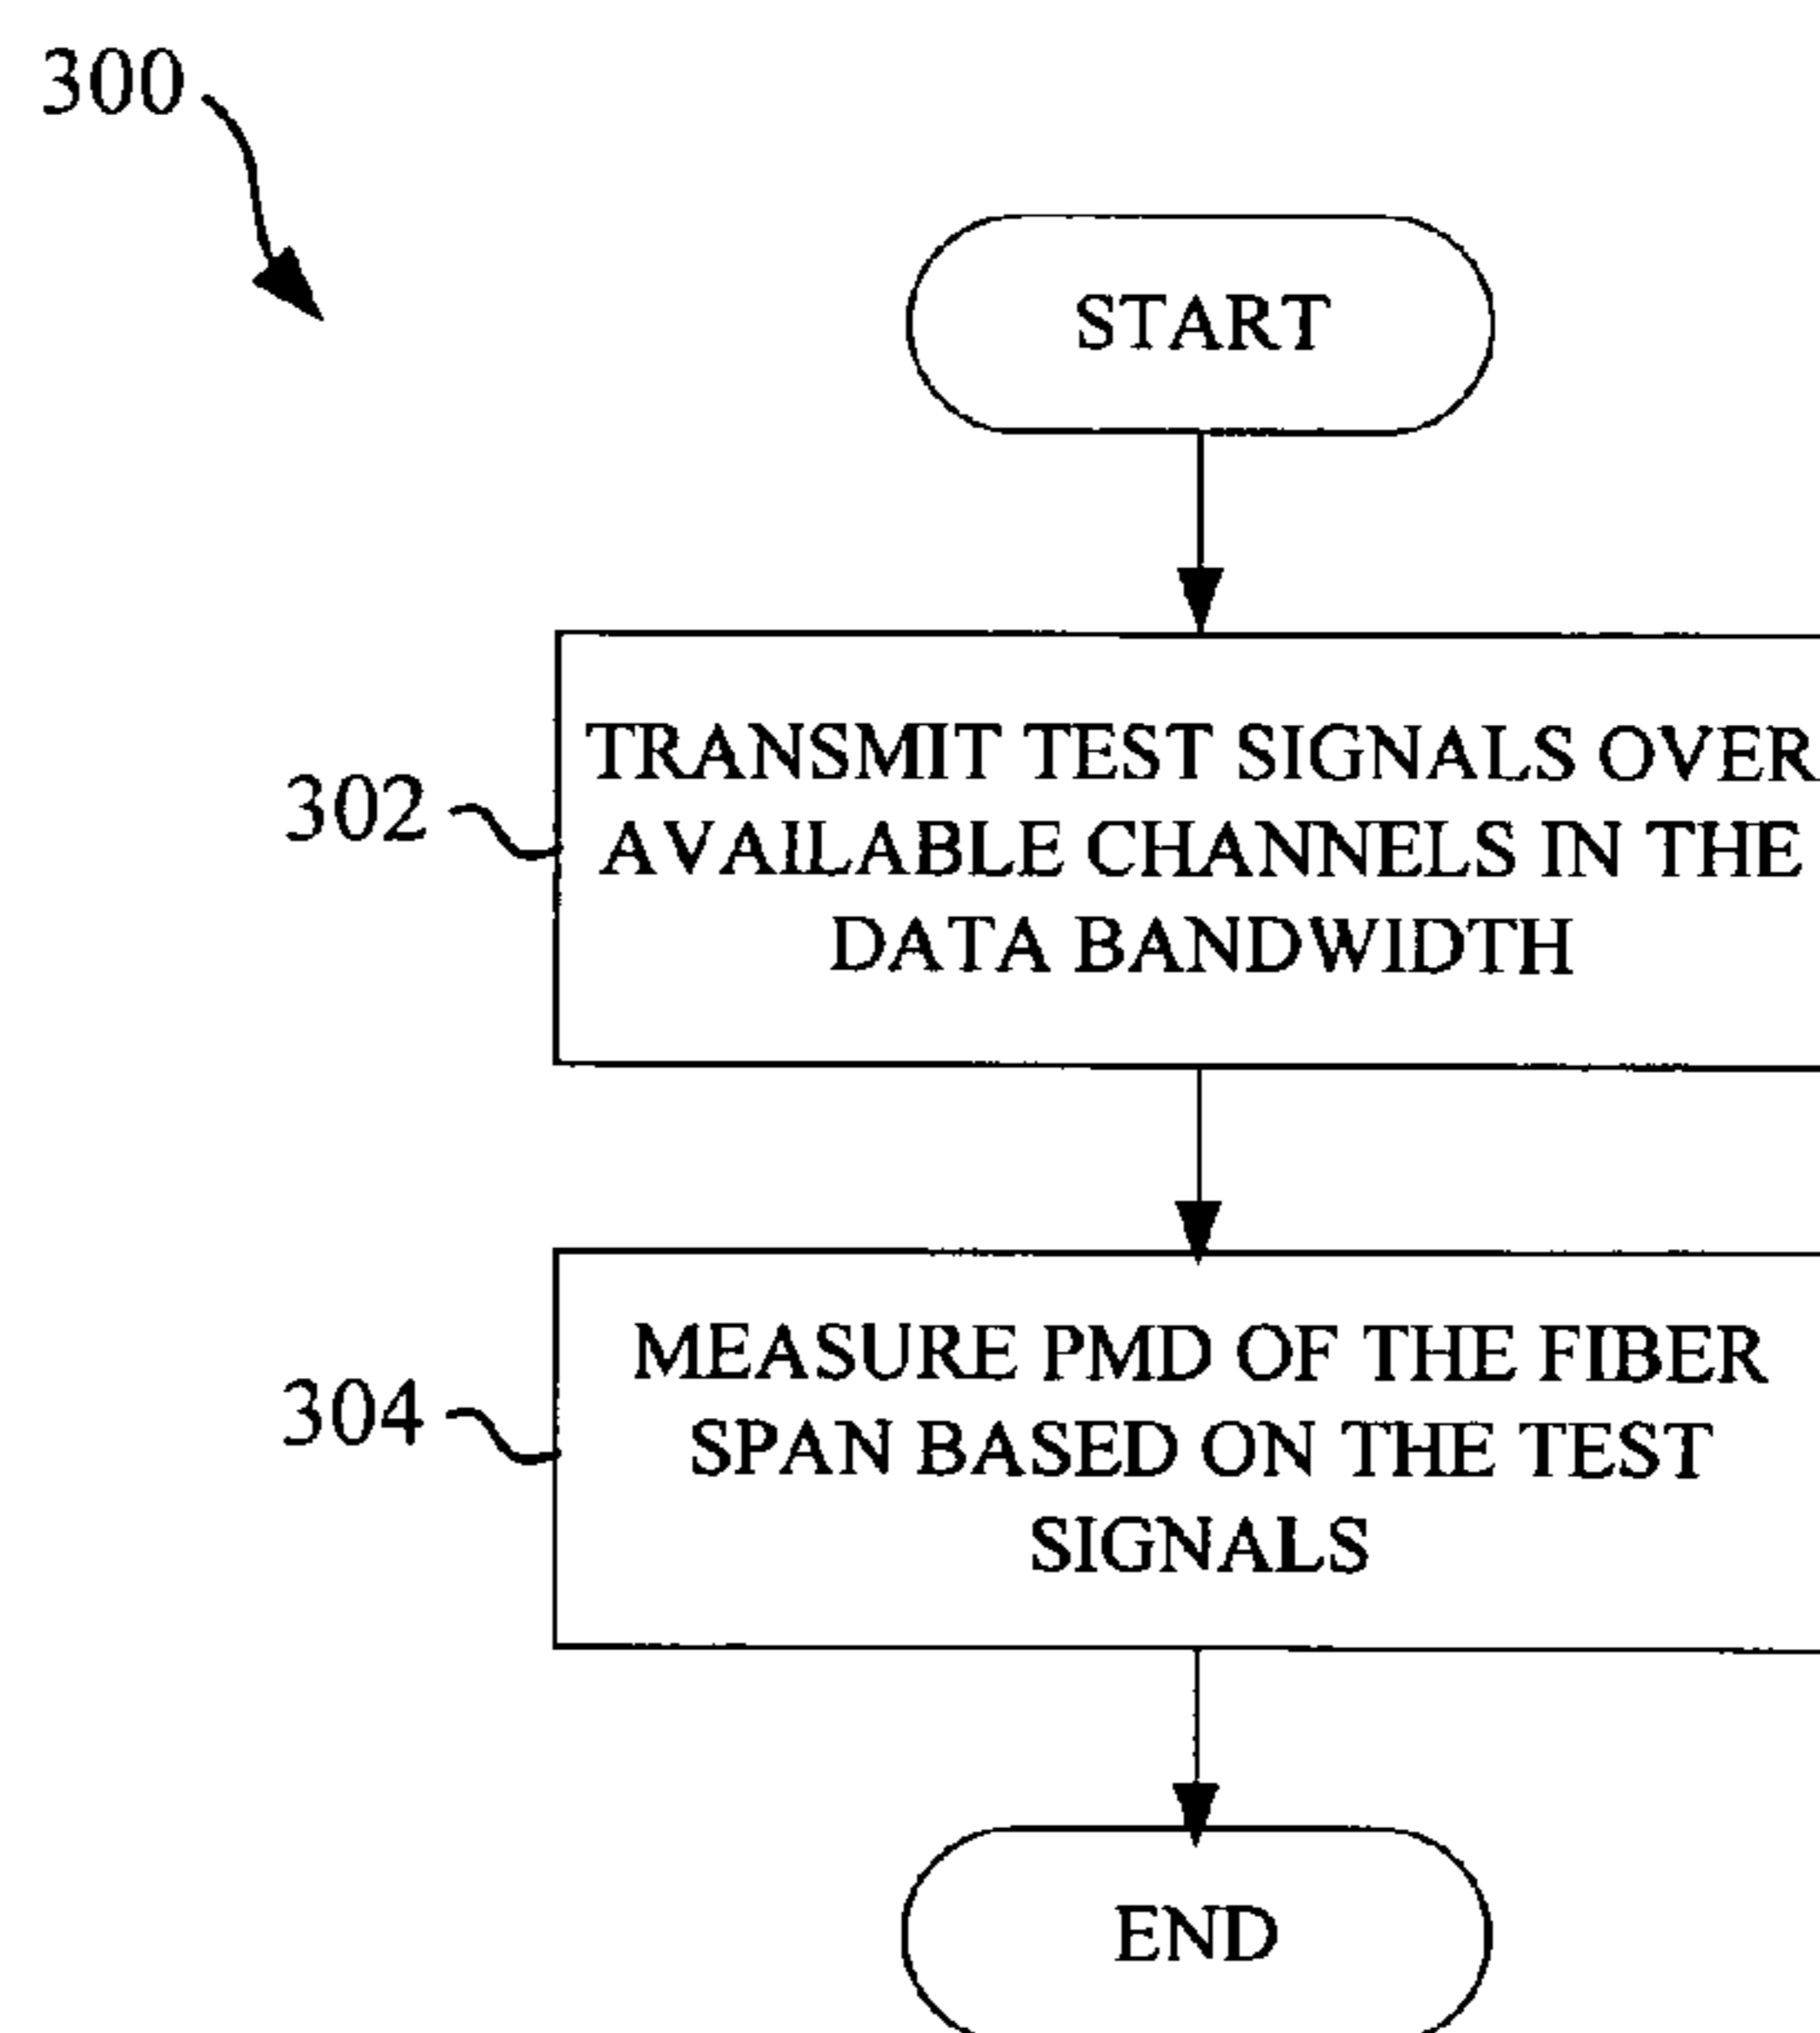 300
START
302
TRANSMIT TEST SIGNALS OVER
AVAILABLE CHANNELS IN THE
DATA BANDWIDTH
304
MEASURE PMD OF THE FIBER
SPAN BASED ON THE TEST
SIGNALS
END